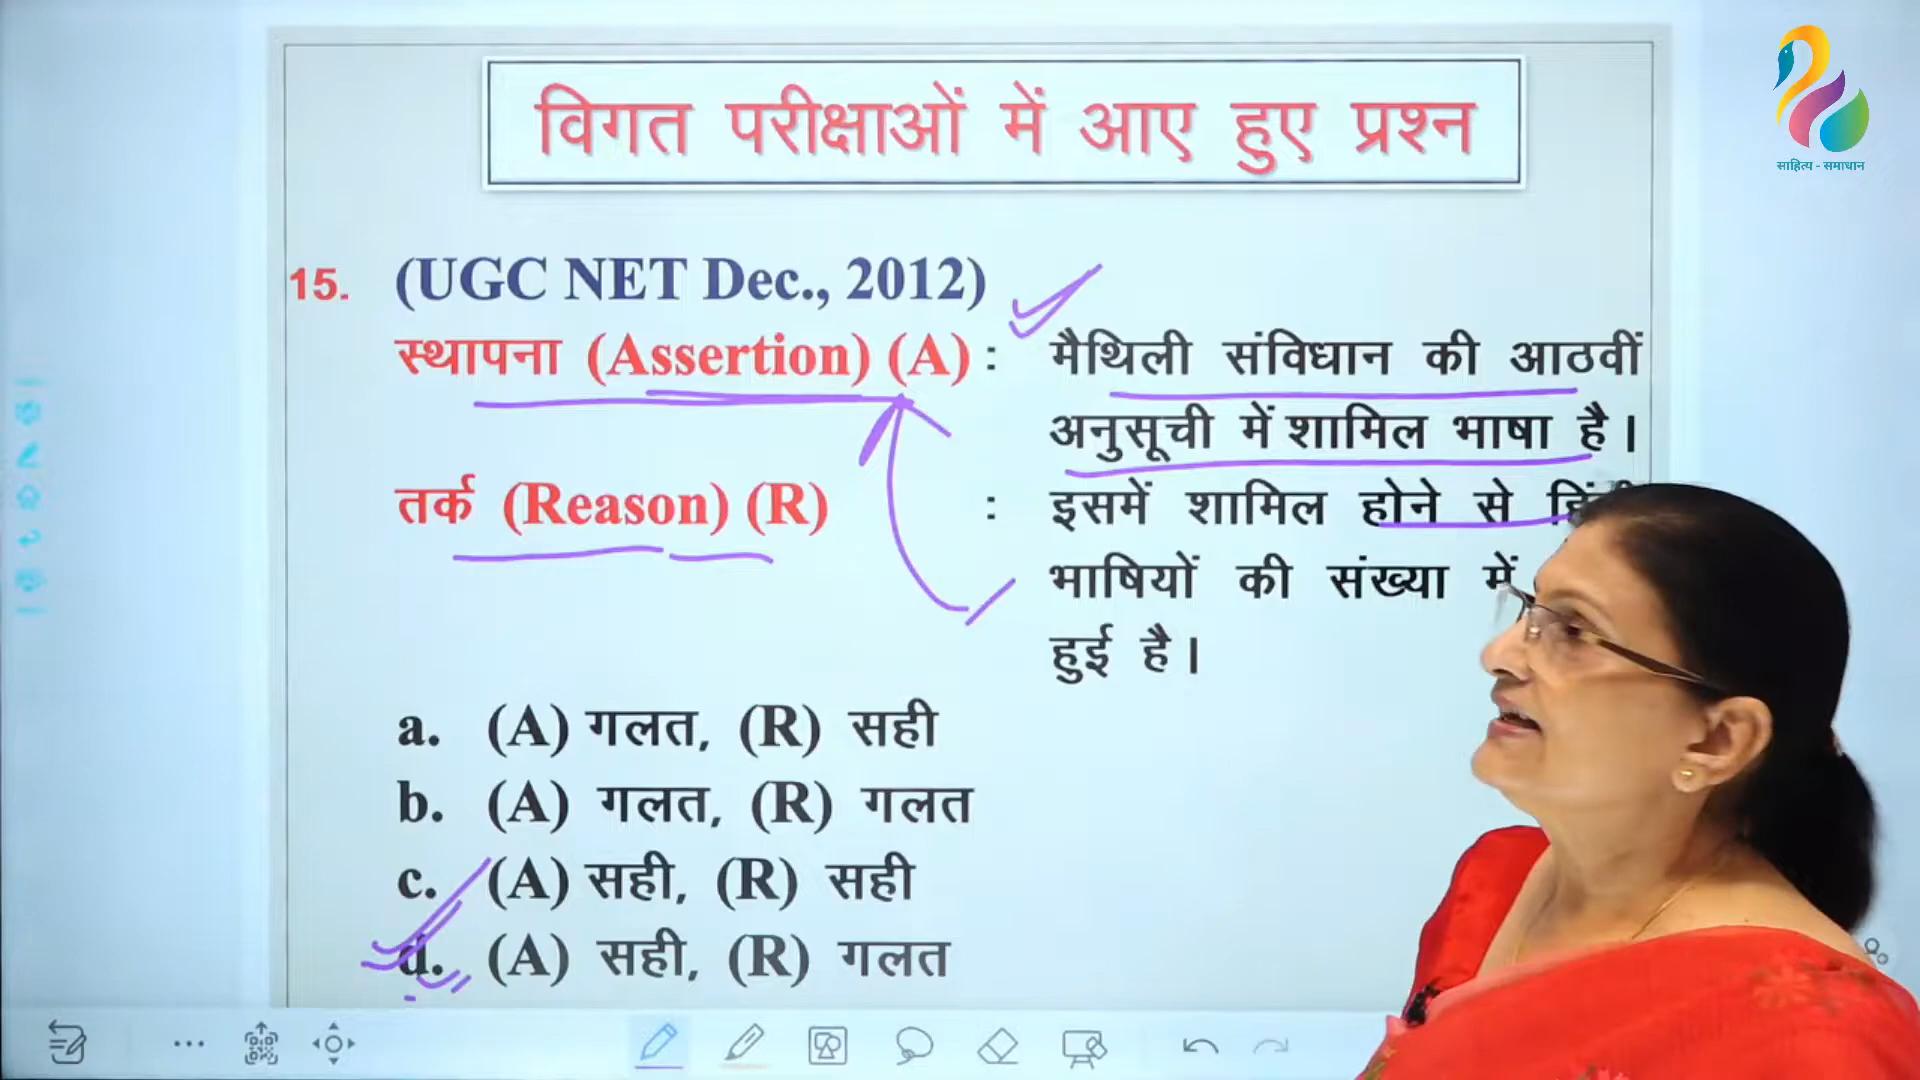 विगत परीक्षाओं में आए हुए प्रश्न
साहित्य - समाधान
15. (UGC NET Dec., 2012)
स्थापना (Assertion) (A) : मैथिली संविधान की आठवीं
अनुसूची में शामिल भाषा है।
तर्क (Reason) (R) : इसमें शामिल होने से
भाषियों की संख्या में
हुई है।
a. (A) गलत, (R) सही
b. (A) गलत, (R) गलत
c. (A) सही, (R) सही
d. (A) सही, (R) गलत